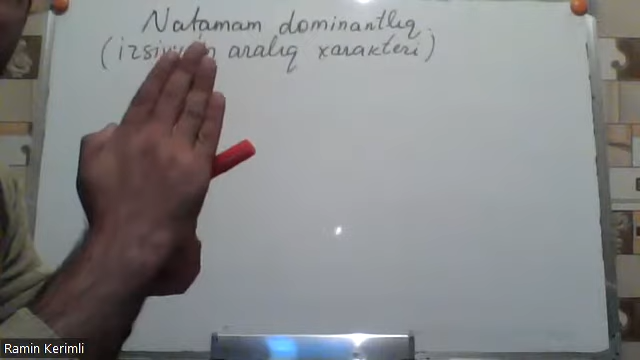 Natamam dominantlıq
( aralıq xarakteri)
Ramin Kerimli